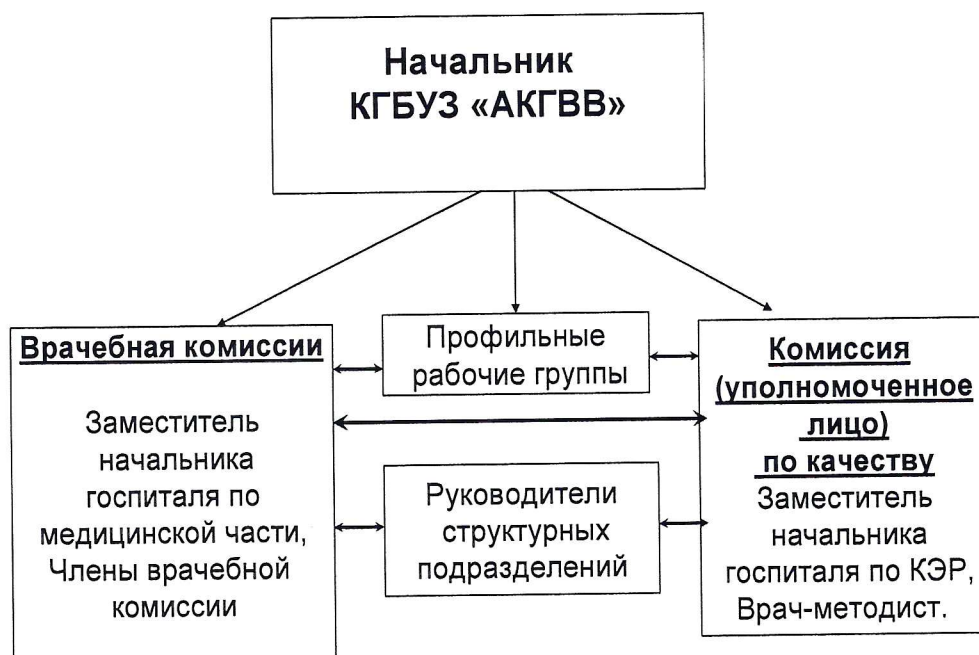 Начальник
КГБУЗ «АКГВВ»
Врачебная комиссии
Заместитель
начальника
госпиталя по
медицинской части,
Члены врачебной
комиссии
Профильные
рабочие группы
Руководители
структурных
подразделений
Комиссия
(уполномоченное
лицо)
по качеству
Заместитель
начальника
госпиталя по КЭР,
Врач-методист.